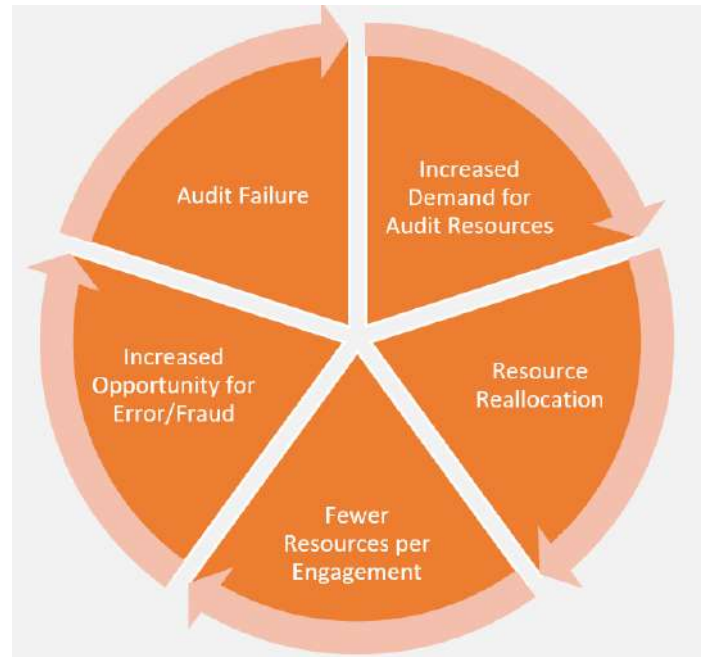 Increased
Demand for
Audit Resources
Resource
Reallocation
Fewer
Resources per
Engagement
Increased
Opportunity for
Error/Fraud
Audit Failure